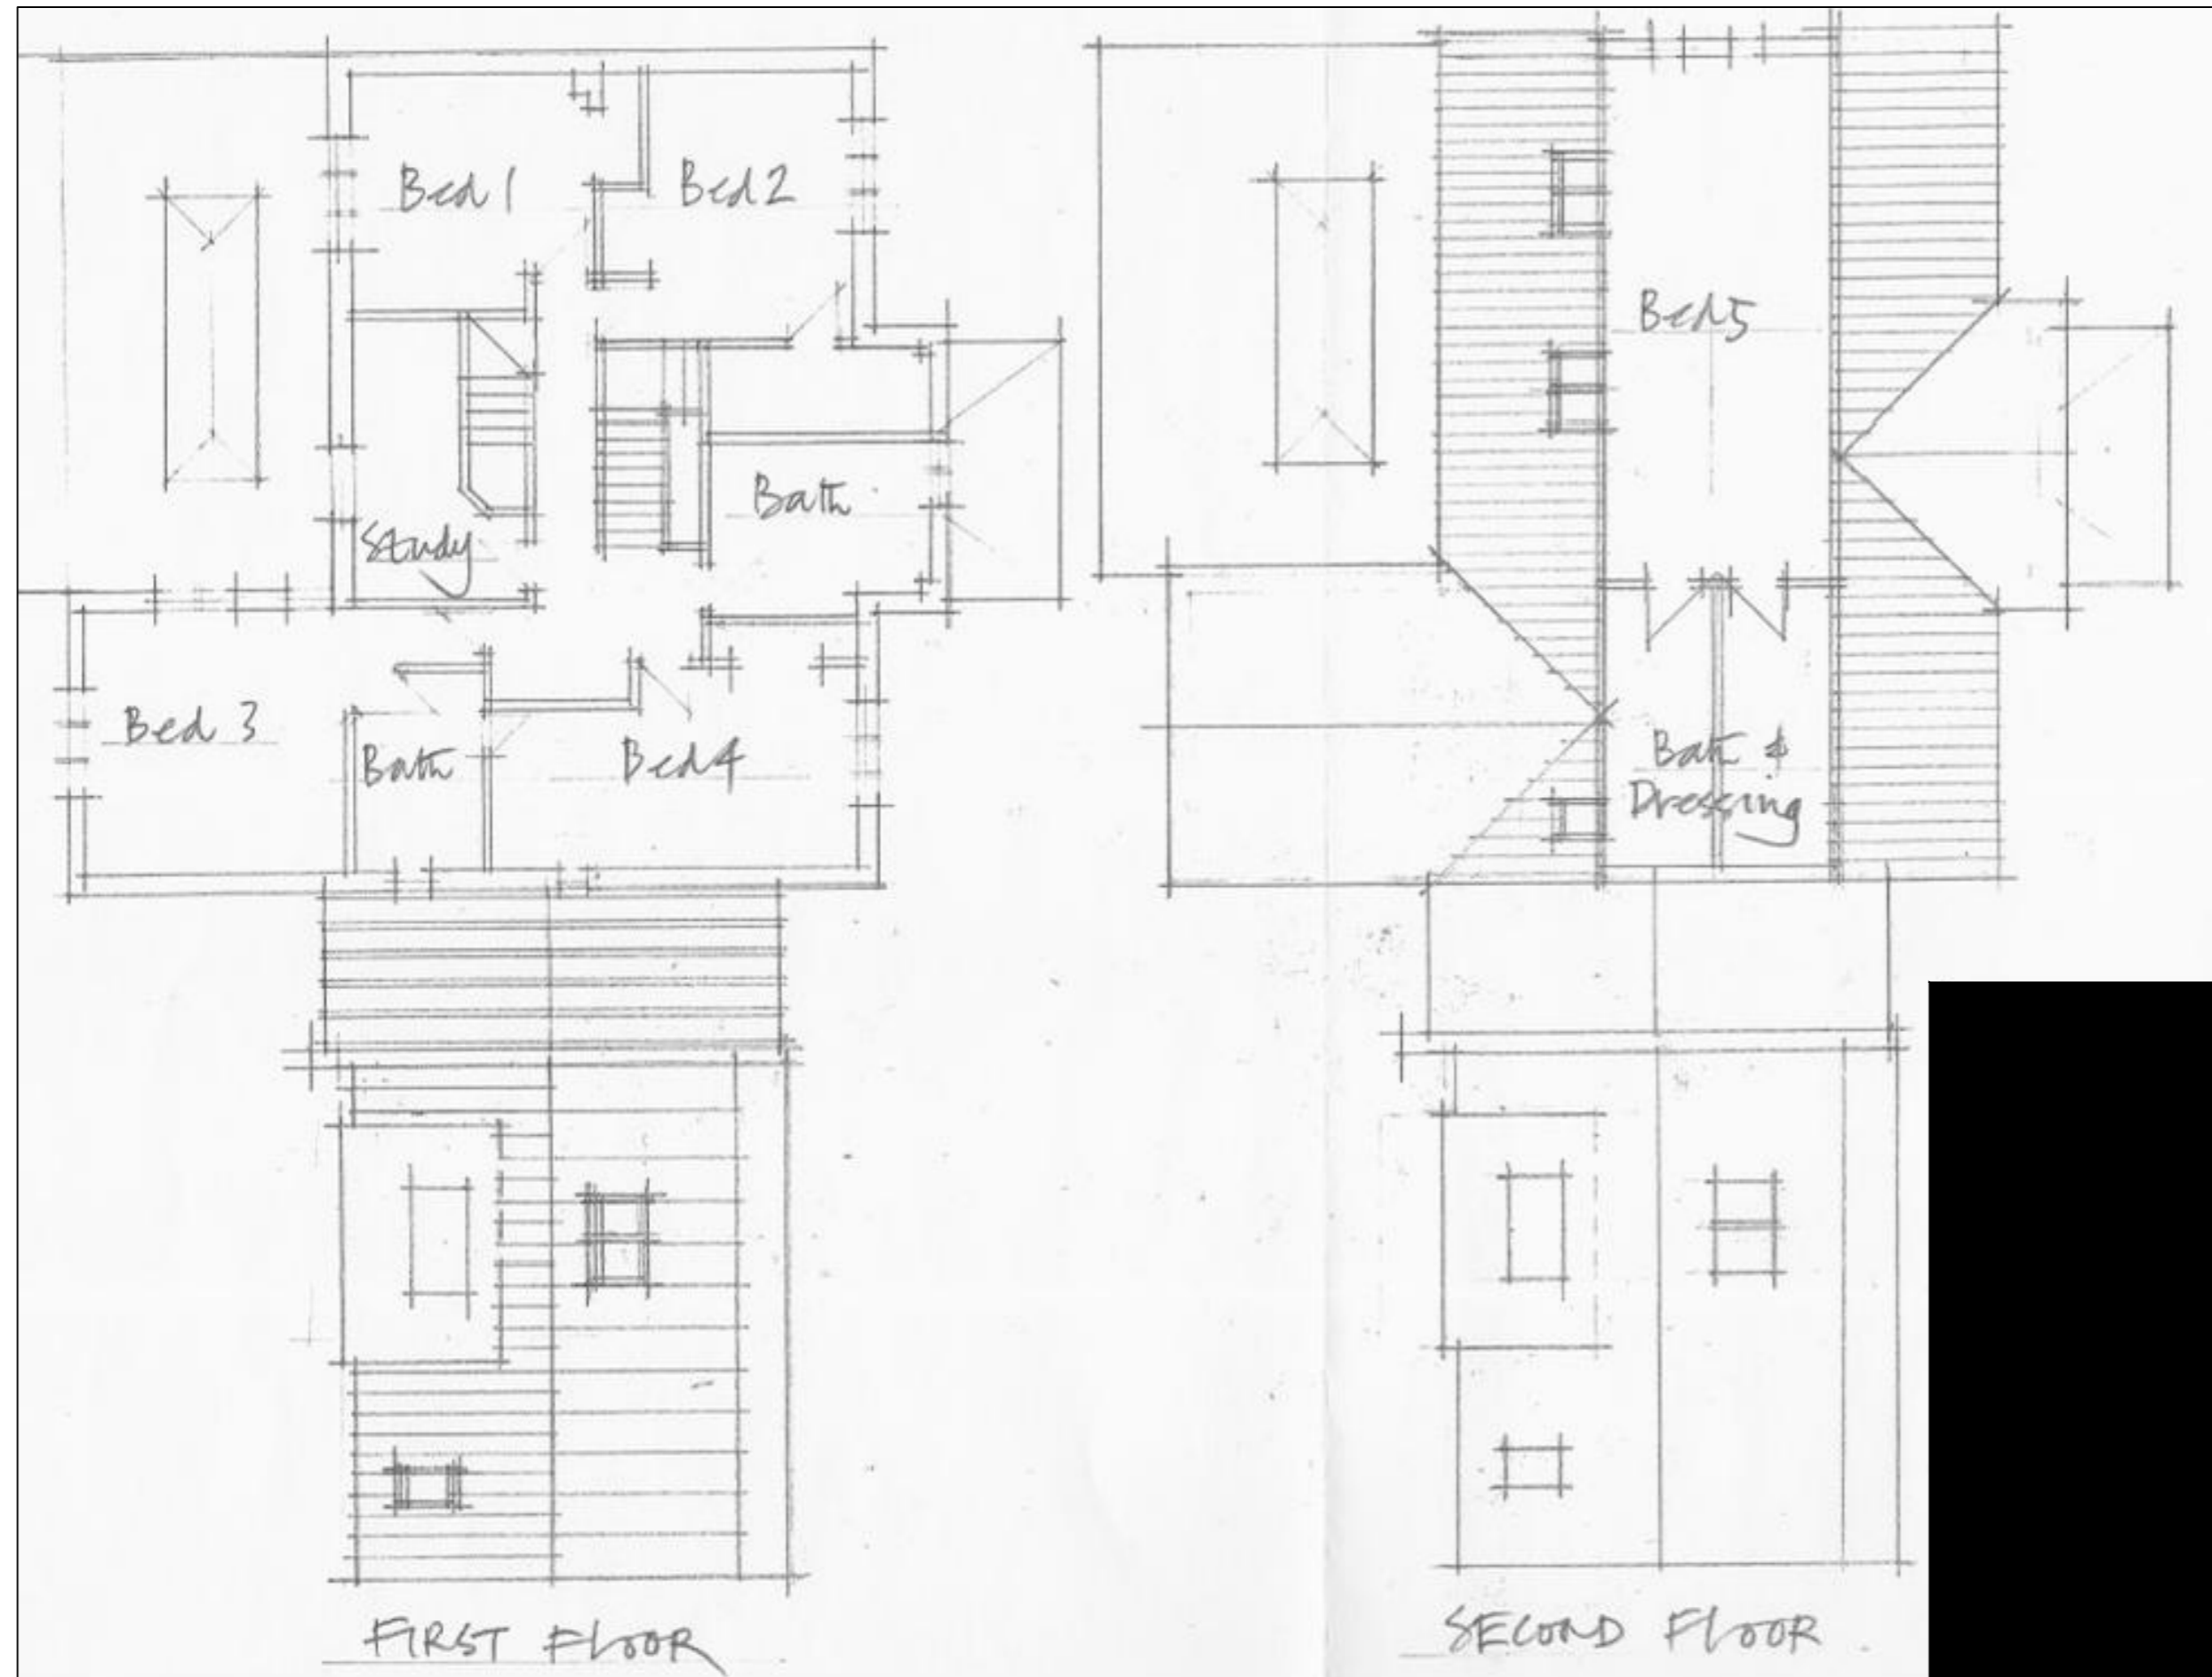 Bed 1
Bed 2
Study
Bath
Bed 3
Bath
Bed 4
FIRST FLOOR
Bed 5
Bath &
Dressing
SECOND FLOOR